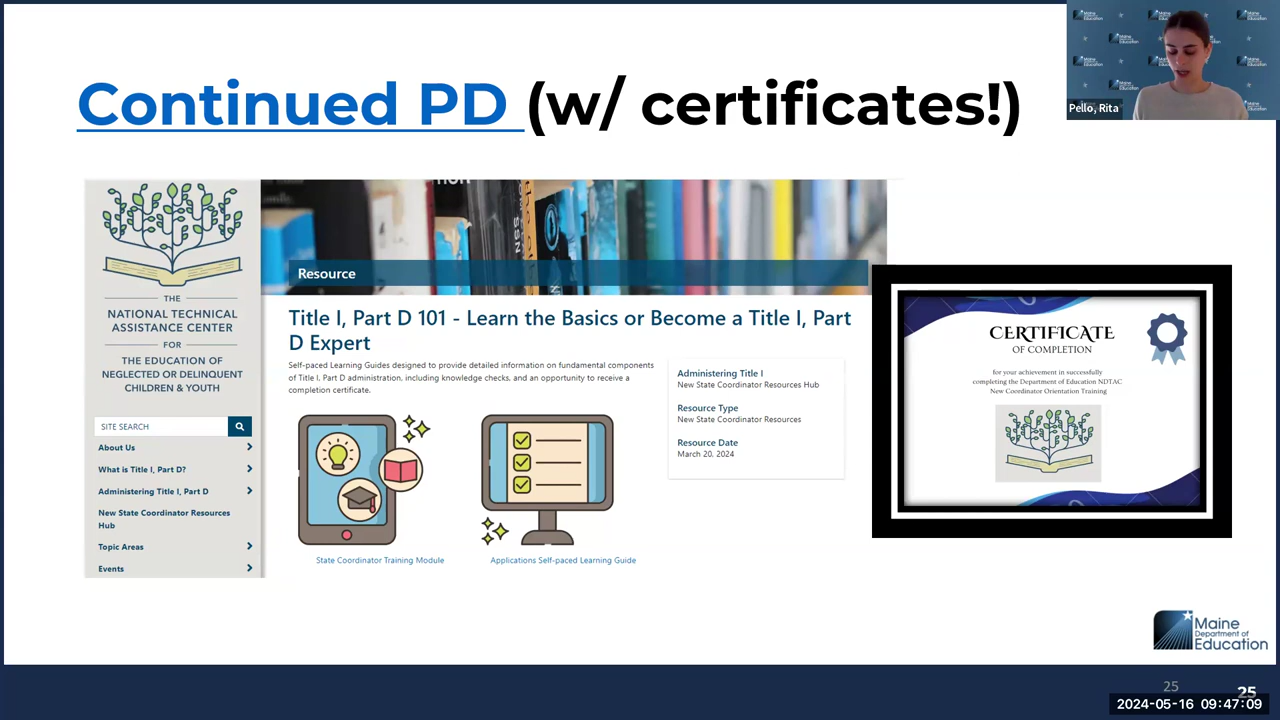 Continued PD (w/ certificates!)
Maine
Department of
Education
Pello, Rita
THE
NATIONAL TECHNICAL
ASSISTANCE CENTER
FOR
THE EDUCATION OF
NEGLECTED OR DELINQUENT
CHILDREN & YOUTH
SITE SEARCH
About Us
What is Title I, Part D?
Administering Title I, Part D
New State Coordinator Resources
Hub
Topic Areas
Events
Resource
Title I, Part D 101 - Learn the Basics or Become a Title I, Part
D Expert
Self-paced Learning Guides designed to provide detailed information on fundamental components
of Title I, Part D administration, including knowledge checks, and an opportunity to receive a
completion certificate.
State Coordinator Training Module
Applications Self-paced Learning Guide
Administering Title I
New State Coordinator Resources Hub
Resource Type
New State Coordinator Resources
Resource Date
March 20, 2024
CERTIFICATE
OF COMPLETION
for your achievement in successfully
completing the Department of Education NDTAC
New Coordinator Orientation Training
Maine
Department of
Education
25
25
2024-05-16 09:47:09